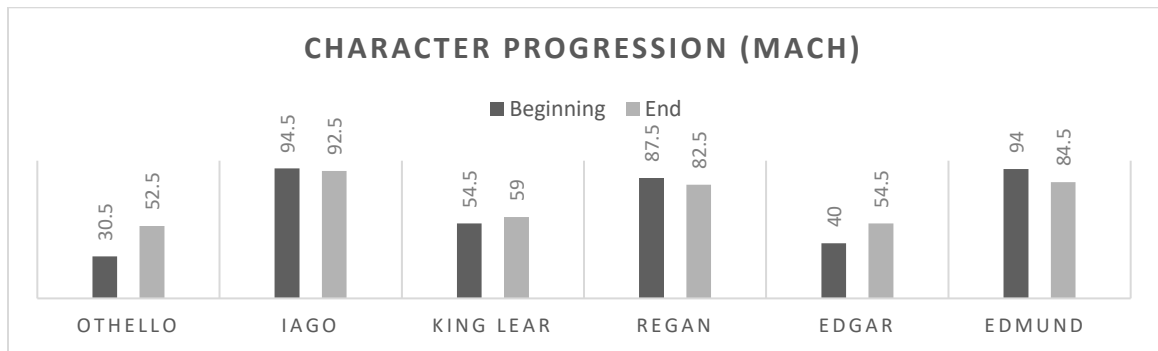 CHARACTER PROGRESSION (MACH)
Beginning End
30.5 52.5 94.5 92.5 54.5 59 87.5 82.5 40 54.5 94 84.5
OTHELLO IAGO KING LEAR REGAN EDGAR EDMUND